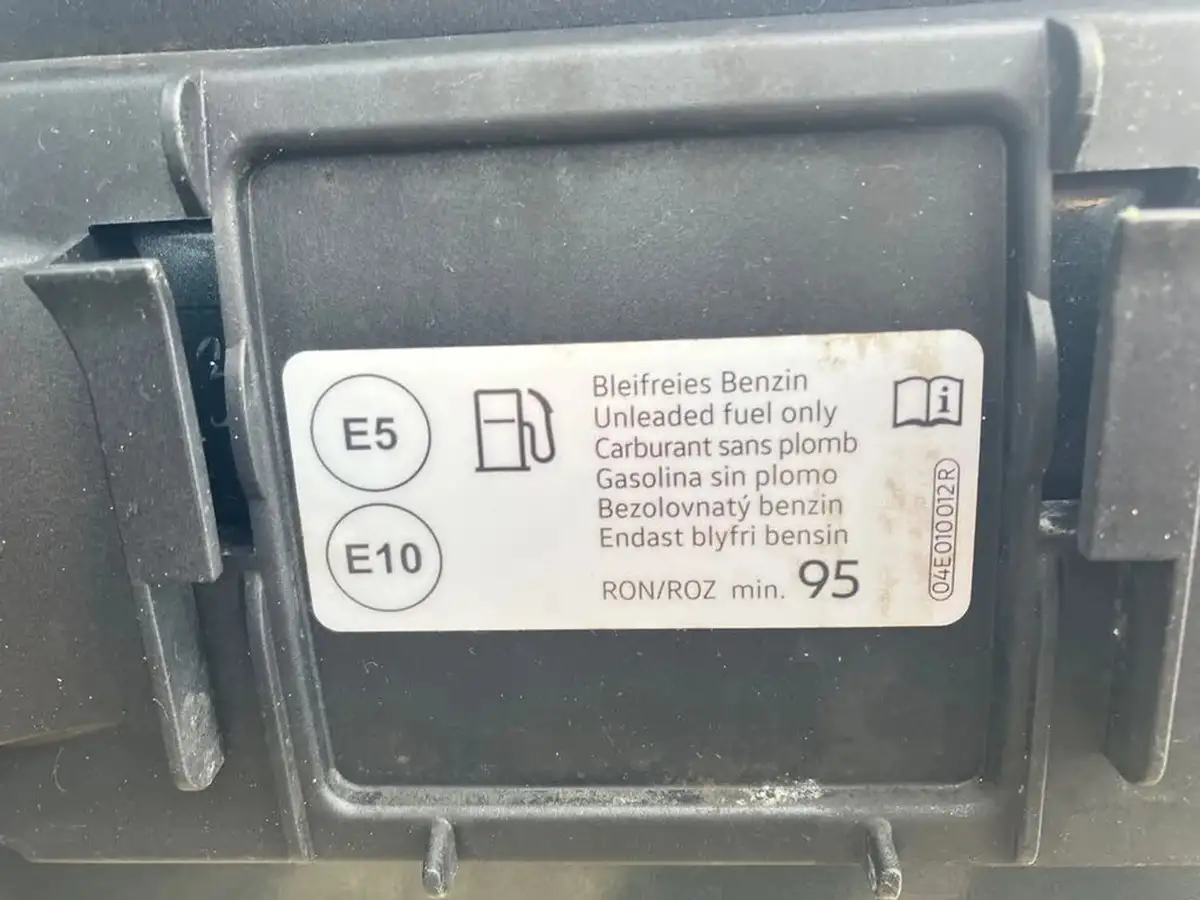 E5
E10
Bleifreies Benzin
Unleaded fuel only
Carburant sans plomb
Gasolina sin plomo
Bezolovnatý benzin
Endast blyfri bensin
RON/ROZ min. 95
i
04E010012R